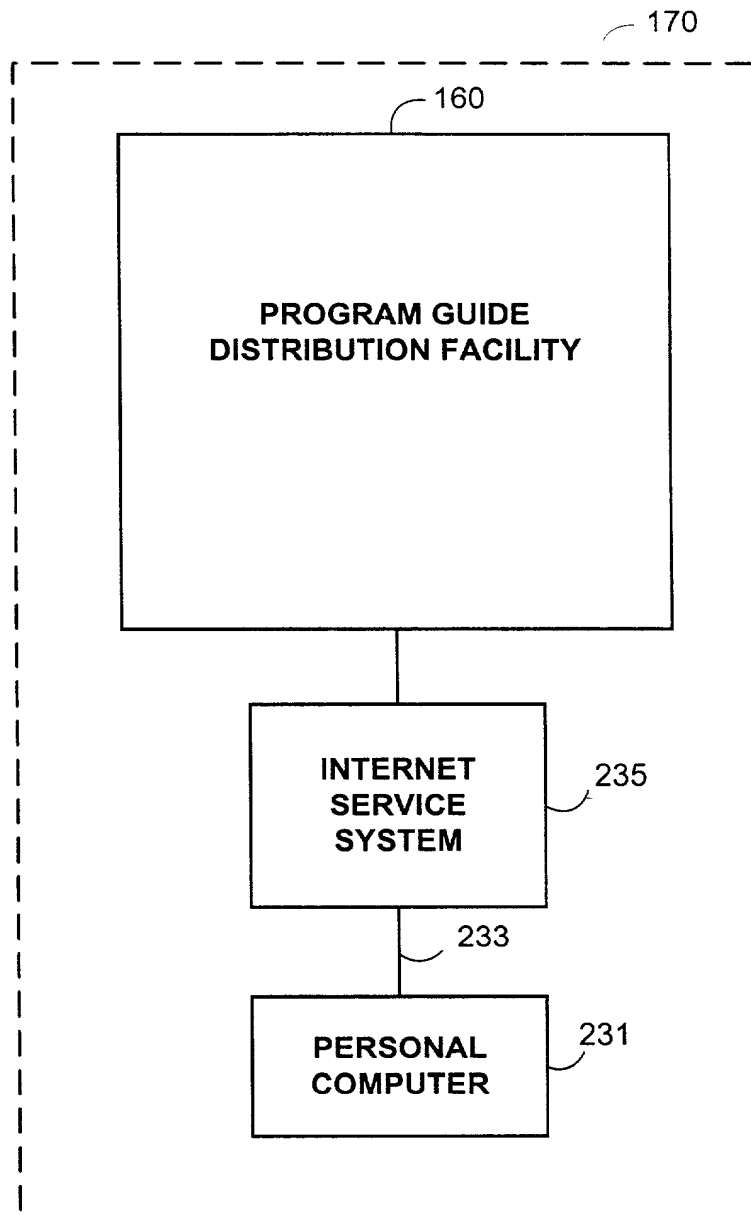 170
160
PROGRAM GUIDE
DISTRIBUTION FACILITY
INTERNET
SERVICE
SYSTEM
235
233
PERSONAL
COMPUTER
231